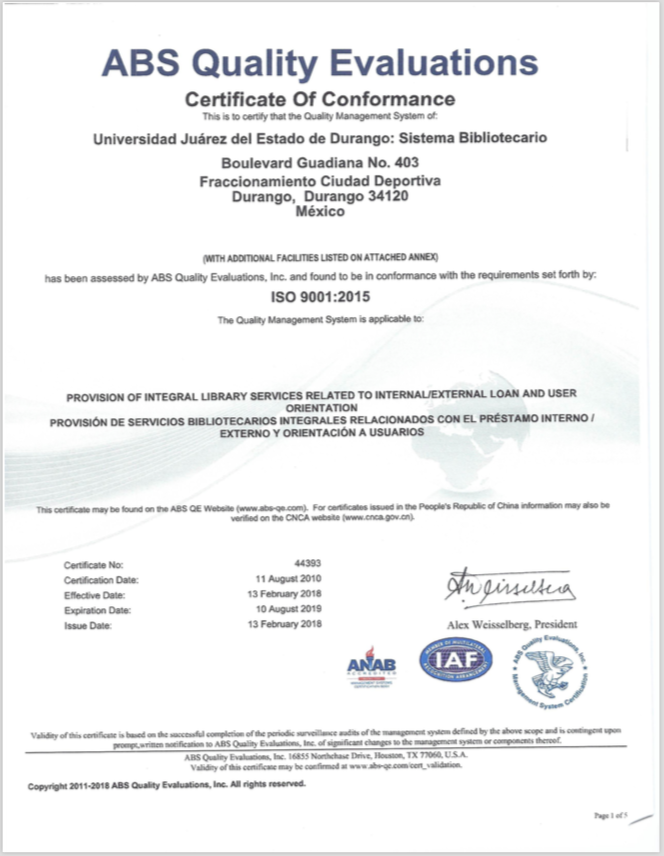 ABS Quality Evaluations
Certificate Of Conformance
This is to certify that the Quality Management System of:
Universidad Juárez del Estado de Durango: Sistema Bibliotecario
Boulevard Guadiana No. 403
Fraccionamiento Ciudad Deportiva
Durango, Durango 34120
México
(WITH ADDITIONAL FACILITIES LISTED ON ATTACHED ANNEX)
has been assessed by ABS Quality Evaluations, Inc. and found to be in conformance with the requirements set forth by:
ISO 9001:2015
The Quality Management System is applicable to:
PROVISION OF INTEGRAL LIBRARY SERVICES RELATED TO INTERNAL/EXTERNAL LOAN AND USER
ORIENTATION
PROVISIÓN DE SERVICIOS BIBLIOTECARIOS INTEGRALES RELACIONADOS CON EL PRÉSTAMO INTERNO /
EXTERNO Y ORIENTACIÓN A USUARIOS
This certificate may be found on the ABS QE Website (www.abs-qe.com). For certificates issued in the People's Republic of China information may also be
verified on the CNCA website (www.cnca.gov.cn).
Certificate No: 44393
Certification Date: 11 August 2010
Effective Date: 13 February 2018
Expiration Date: 10 August 2019
Issue Date: 13 February 2018
Alex Weisselberg, President
ANAB
ACCREDITED
MEMBER OF MULTILATERAL
RECOGNITION ARRANGEMENT
IAF
ABS Quality Evaluations, Inc.
Management System Certification
Validity of this certificate is based on the successful completion of the periodic surveillance audits of the management system defined by the above scope and is contingent upon
prompt,written notification to ABS Quality Evaluations, Inc. of significant changes to the management system or components thereof.
ABS Quality Evaluations, Inc. 16855 Northchase Drive, Houston, TX 77060, U.S.A.
Validity of this certificate may be confirmed at www.abs-qe.com/cert_validation.
Copyright 2011-2018 ABS Quality Evaluations, Inc. All rights reserved.
Page 1 of 5